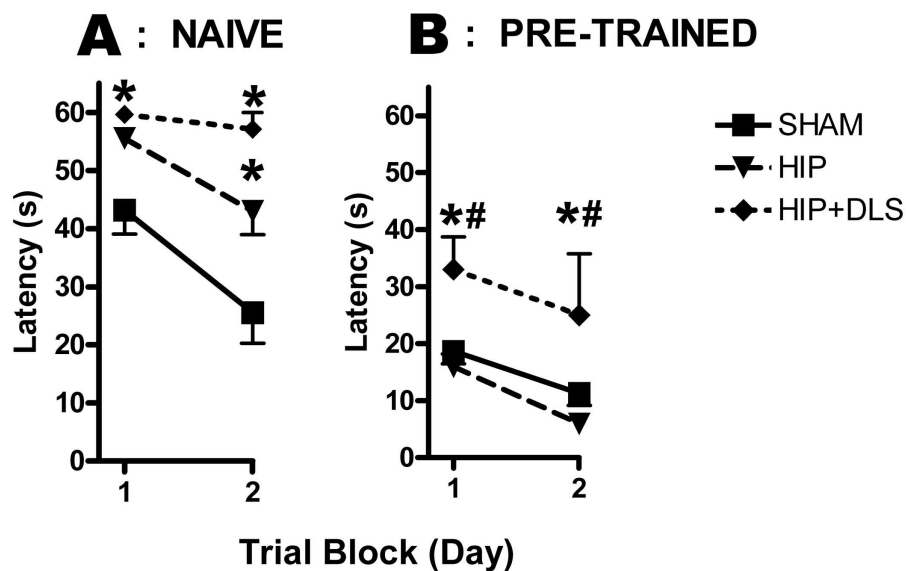 A : NAIVE
B : PRE-TRAINED
Latency (s)
60
50
40
30
20
10
0
* *
*
1 2
Latency (s)
60
50
40
30
20
10
0
*# *#
1 2
SHAM
HIP
HIP+DLS
Trial Block (Day)